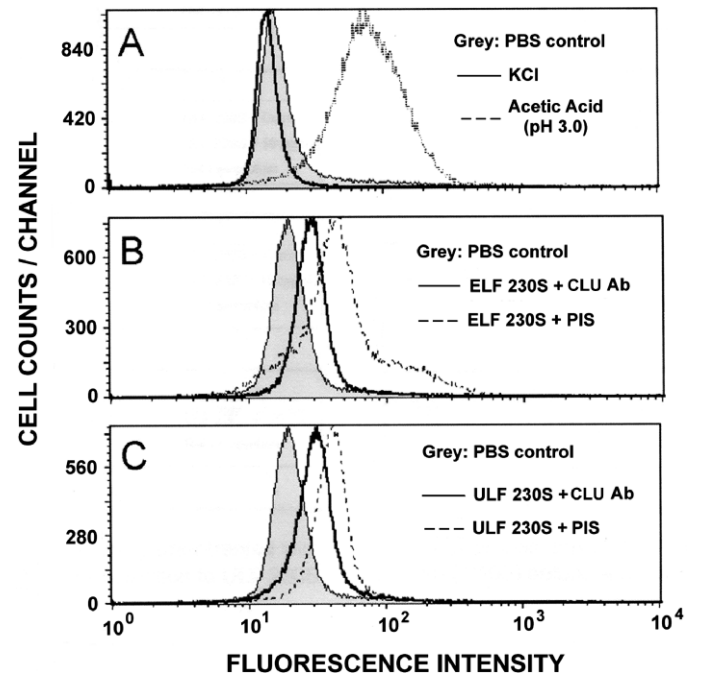 CELL COUNTS / CHANNEL
A
840
420
0
Grey: PBS control
KCl
Acetic Acid
(pH 3.0)
B
600
300
0
Grey: PBS control
ELF 230S + CLU Ab
ELF 230S + PIS
C
560
280
0
Grey: PBS control
ULF 230S + CLU Ab
ULF 230S + PIS
10⁰ 10¹ 10² 10³ 10⁴
FLUORESCENCE INTENSITY